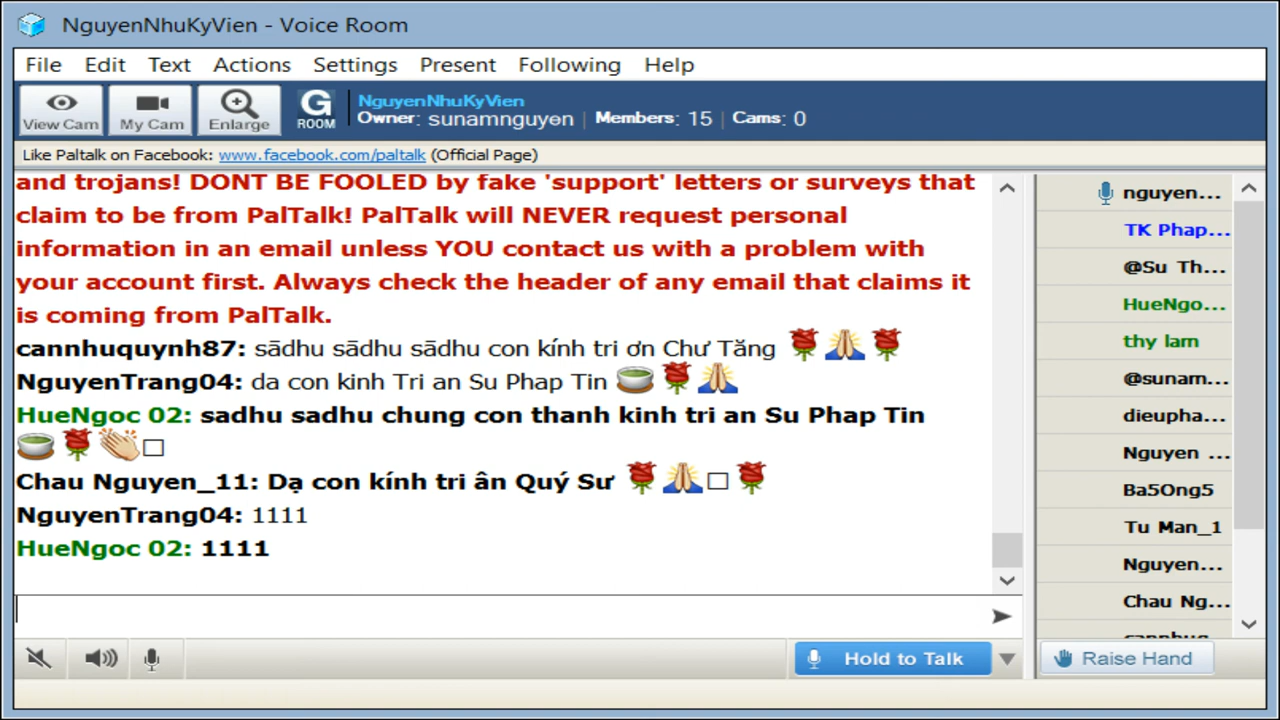 NguyenNhuKyVien - Voice Room
File Edit Text Actions Settings Present Following Help
View Cam My Cam Enlarge G ROOM
NguyenNhuKyVien
Owner: sunamnguyen | Members: 15 | Cams: 0
Like Paltalk on Facebook: www.facebook.com/paltalk (Official Page)
and trojans! DONT BE FOOLED by fake 'support' letters or surveys that
claim to be from PalTalk! PalTalk will NEVER request personal
information in an email unless YOU contact us with a problem with
your account first. Always check the header of any email that claims it
is coming from PalTalk.
cannhuquynh87: sādhu sādhu sādhu con kính tri ơn Chư Tăng 🌹🙏🌹
NguyenTrang04: da con kinh Tri an Su Phap Tin 🍵🌹🙏
HueNgoc 02: sadhu sadhu chung con thanh kinh tri an Su Phap Tin
🍵🌹👏□
Chau Nguyen_11: Dạ con kính tri ân Quý Sư 🌹🙏□🌹
NguyenTrang04: 1111
HueNgoc 02: 1111
nguyen...
TK Phap...
@Su Th...
HueNgo...
thy lam
@sunam...
dieupha...
Nguyen ...
Ba5Ong5
Tu Man_1
Nguyen...
Chau Ng...
Hold to Talk
Raise Hand